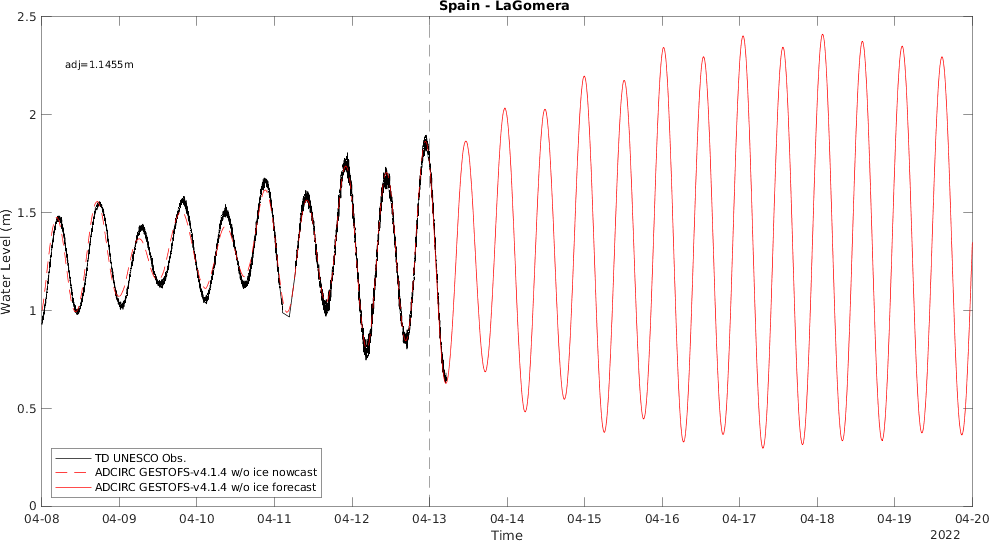 Spain - LaGomera
adj=1.1455m
2.5
2
1.5
1
0.5
0
Water Level (m)
TD UNESCO Obs.
ADCIRC GESTOFS-v4.1.4 w/o ice nowcast
ADCIRC GESTOFS-v4.1.4 w/o ice forecast
04-08 04-09 04-10 04-11 04-12 04-13 04-14 04-15 04-16 04-17 04-18 04-19 04-20
Time
2022